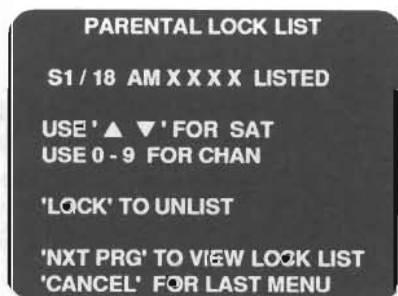 PARENTAL LOCK LIST
S1 / 18 AM X X X X LISTED
USE ' ▲ ▼ ' FOR SAT
USE 0 - 9 FOR CHAN
'LOCK' TO UNLIST
'NXT PRG' TO VIEW LOCK LIST
'CANCEL' FOR LAST MENU